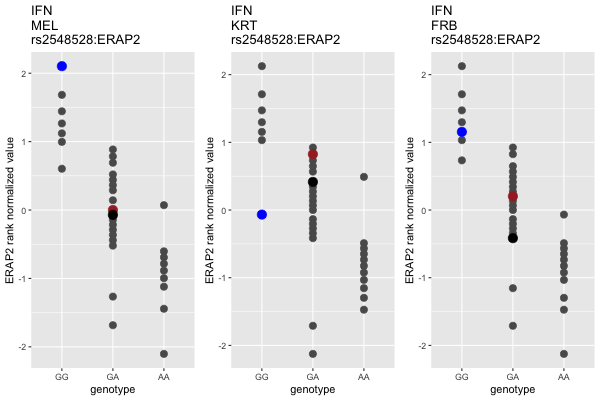 IFN
MEL
rs2548528:ERAP2
ERAP2 rank normalized value
2
1
0
-1
-2
GG
GA
AA
genotype
IFN
KRT
rs2548528:ERAP2
ERAP2 rank normalized value
2
1
0
-1
-2
GG
GA
AA
genotype
IFN
FRB
rs2548528:ERAP2
ERAP2 rank normalized value
2
1
0
-1
-2
GG
GA
AA
genotype